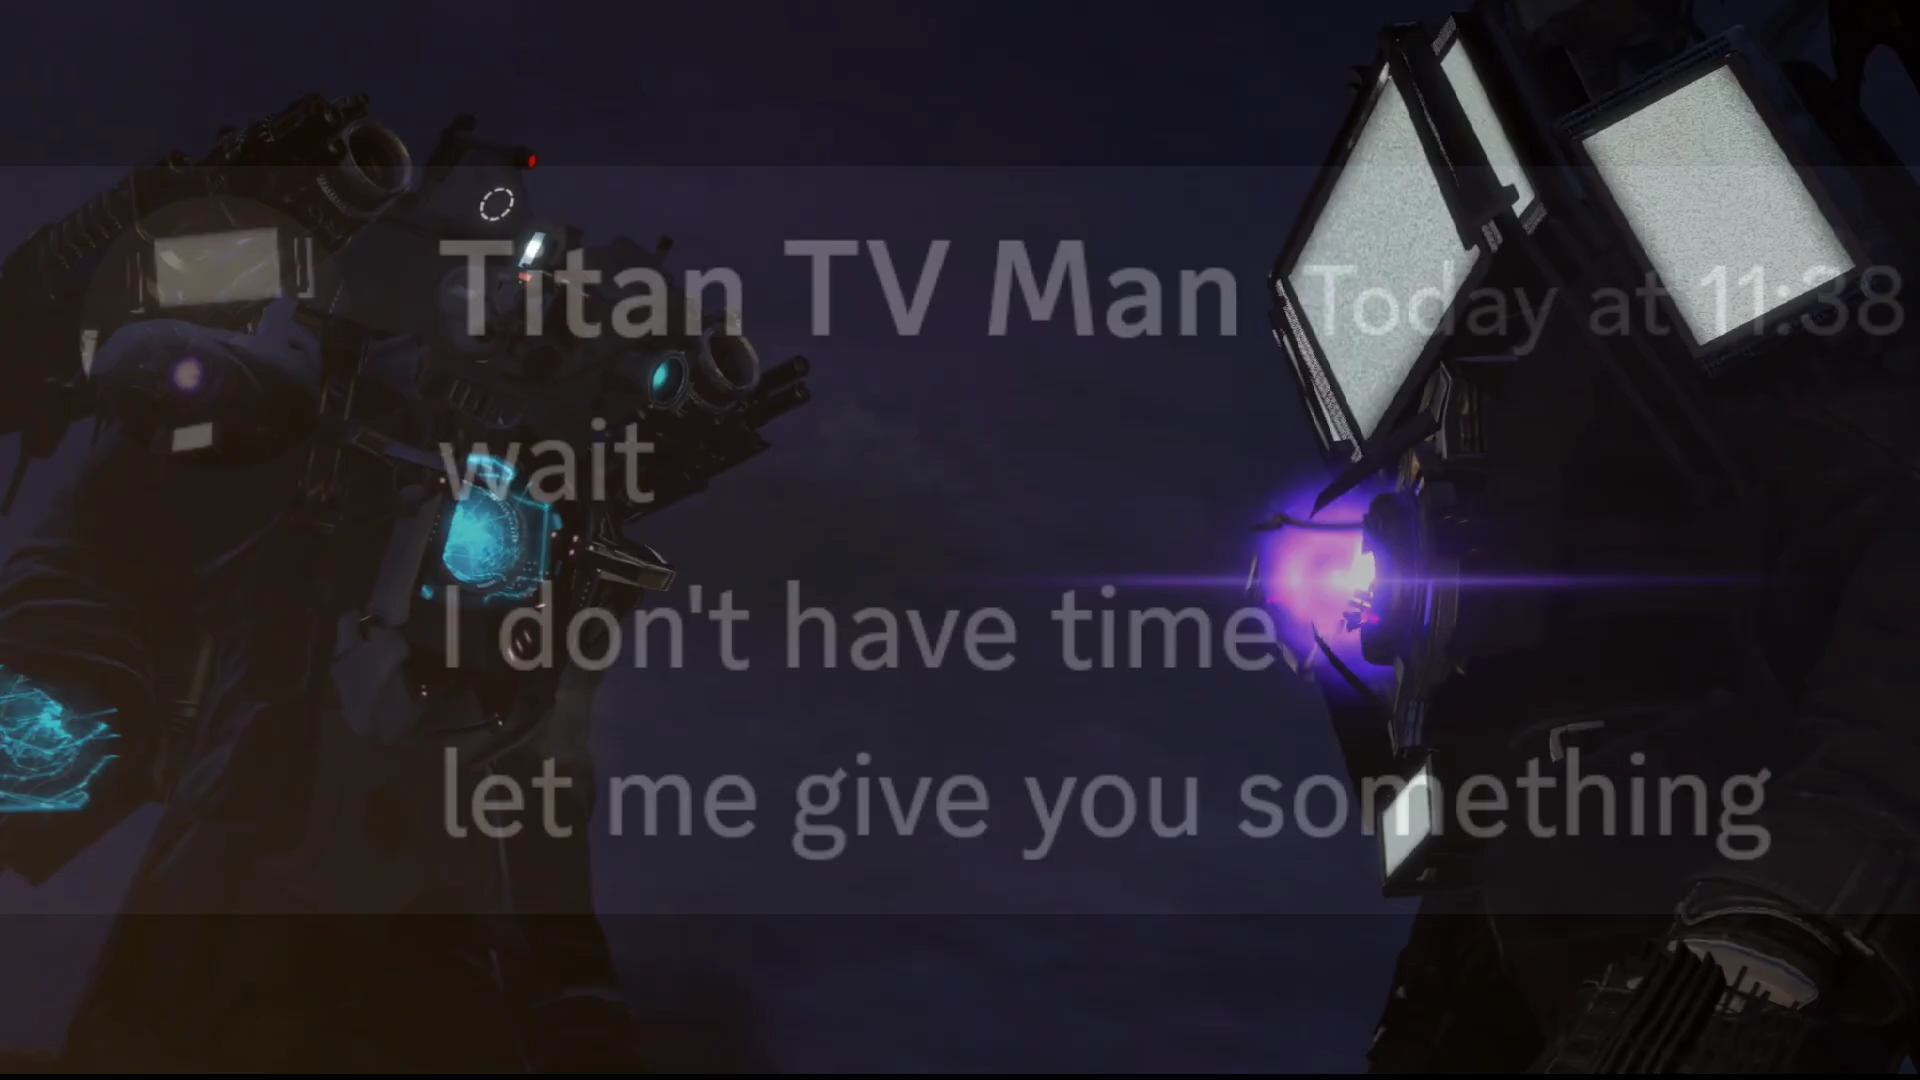 Titan TV Man Today at 11:38
wait
I don't have time
let me give you something